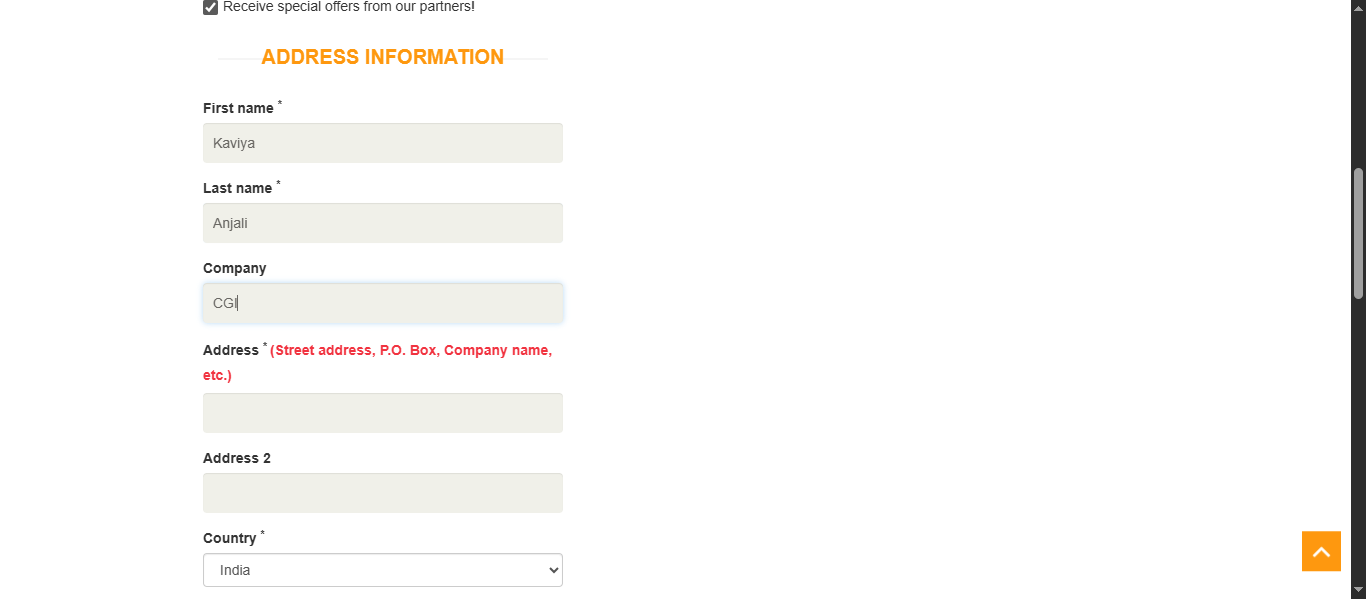 Receive special offers from our partners!
ADDRESS INFORMATION
First name *
Kaviya
Last name *
Anjali
Company
CGI
Address * (Street address, P.O. Box, Company name,
etc.)
Address 2
Country *
India